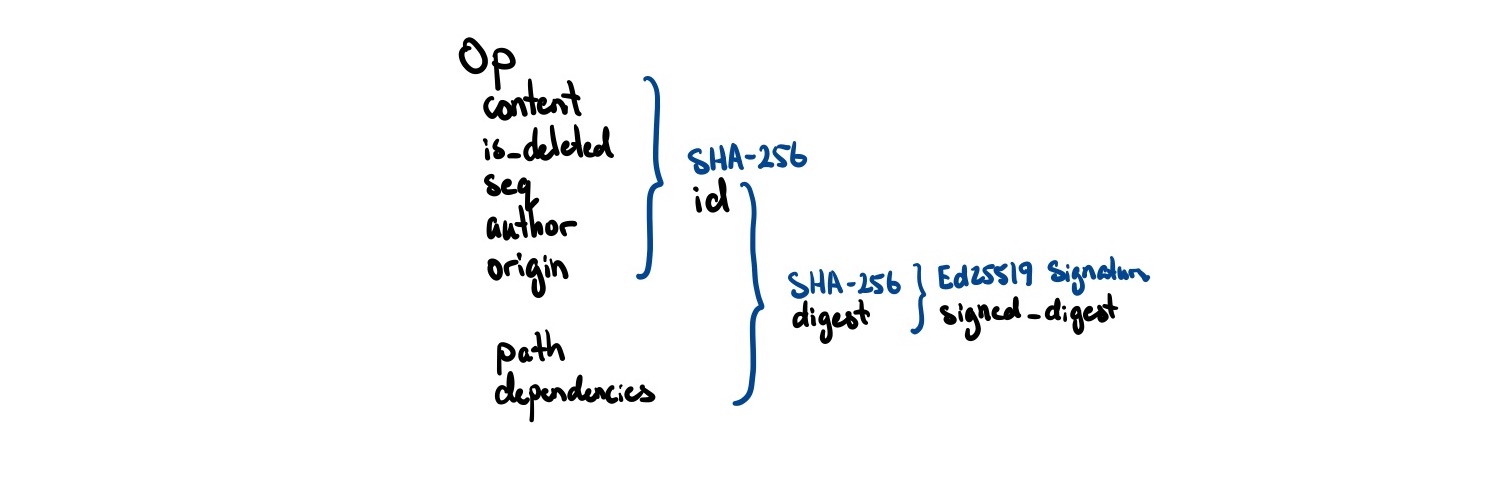 Op
content
is_deleted
seq
author
origin
SHA-256
id
path
dependencies
SHA-256
digest
Ed25519 Signature
signed_digest